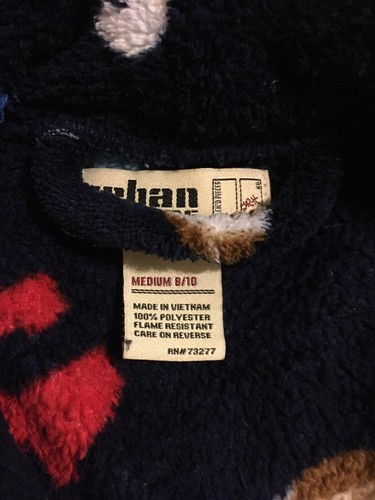 MEDIUM 8/10
MADE IN VIETNAM
100% POLYESTER
FLAME RESISTANT
CARE ON REVERSE
RN# 73277